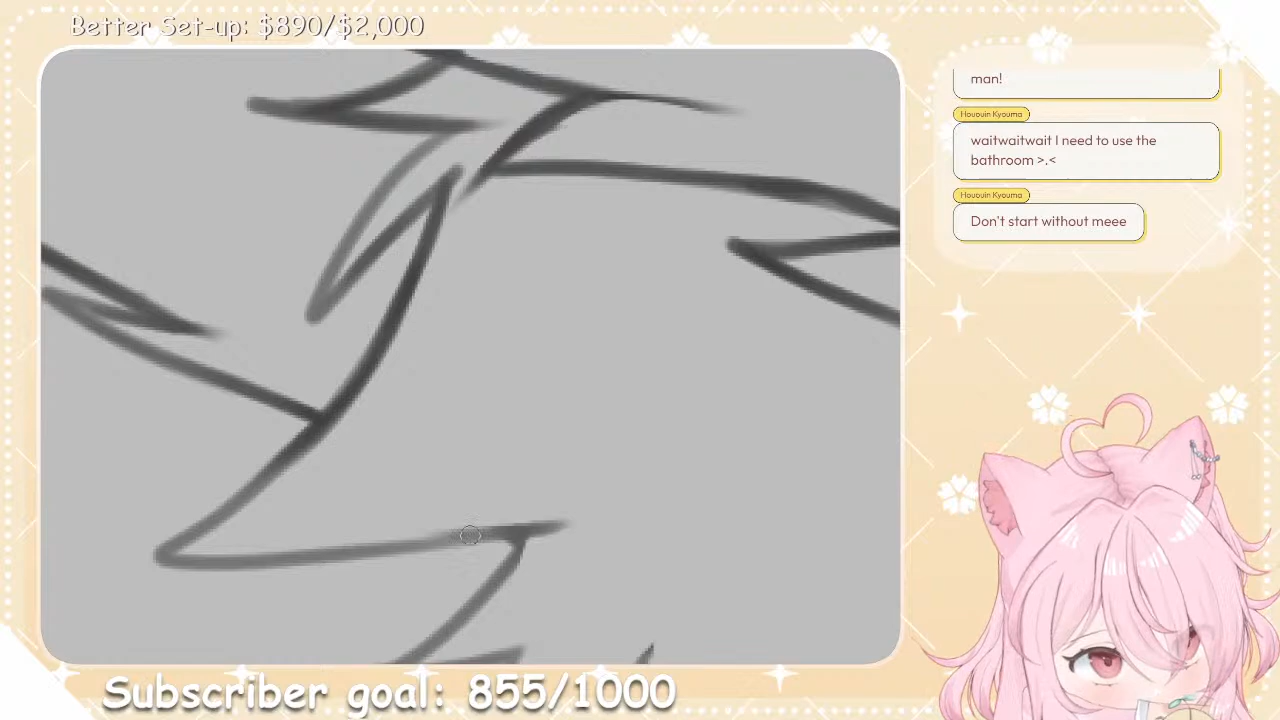 Better Set-up: $890/$2,000
man!
Hououin Kyouma
waitwaitwait I need to use the
bathroom >.<
Hououin Kyouma
Don't start without meee
Subscriber goal: 855/1000